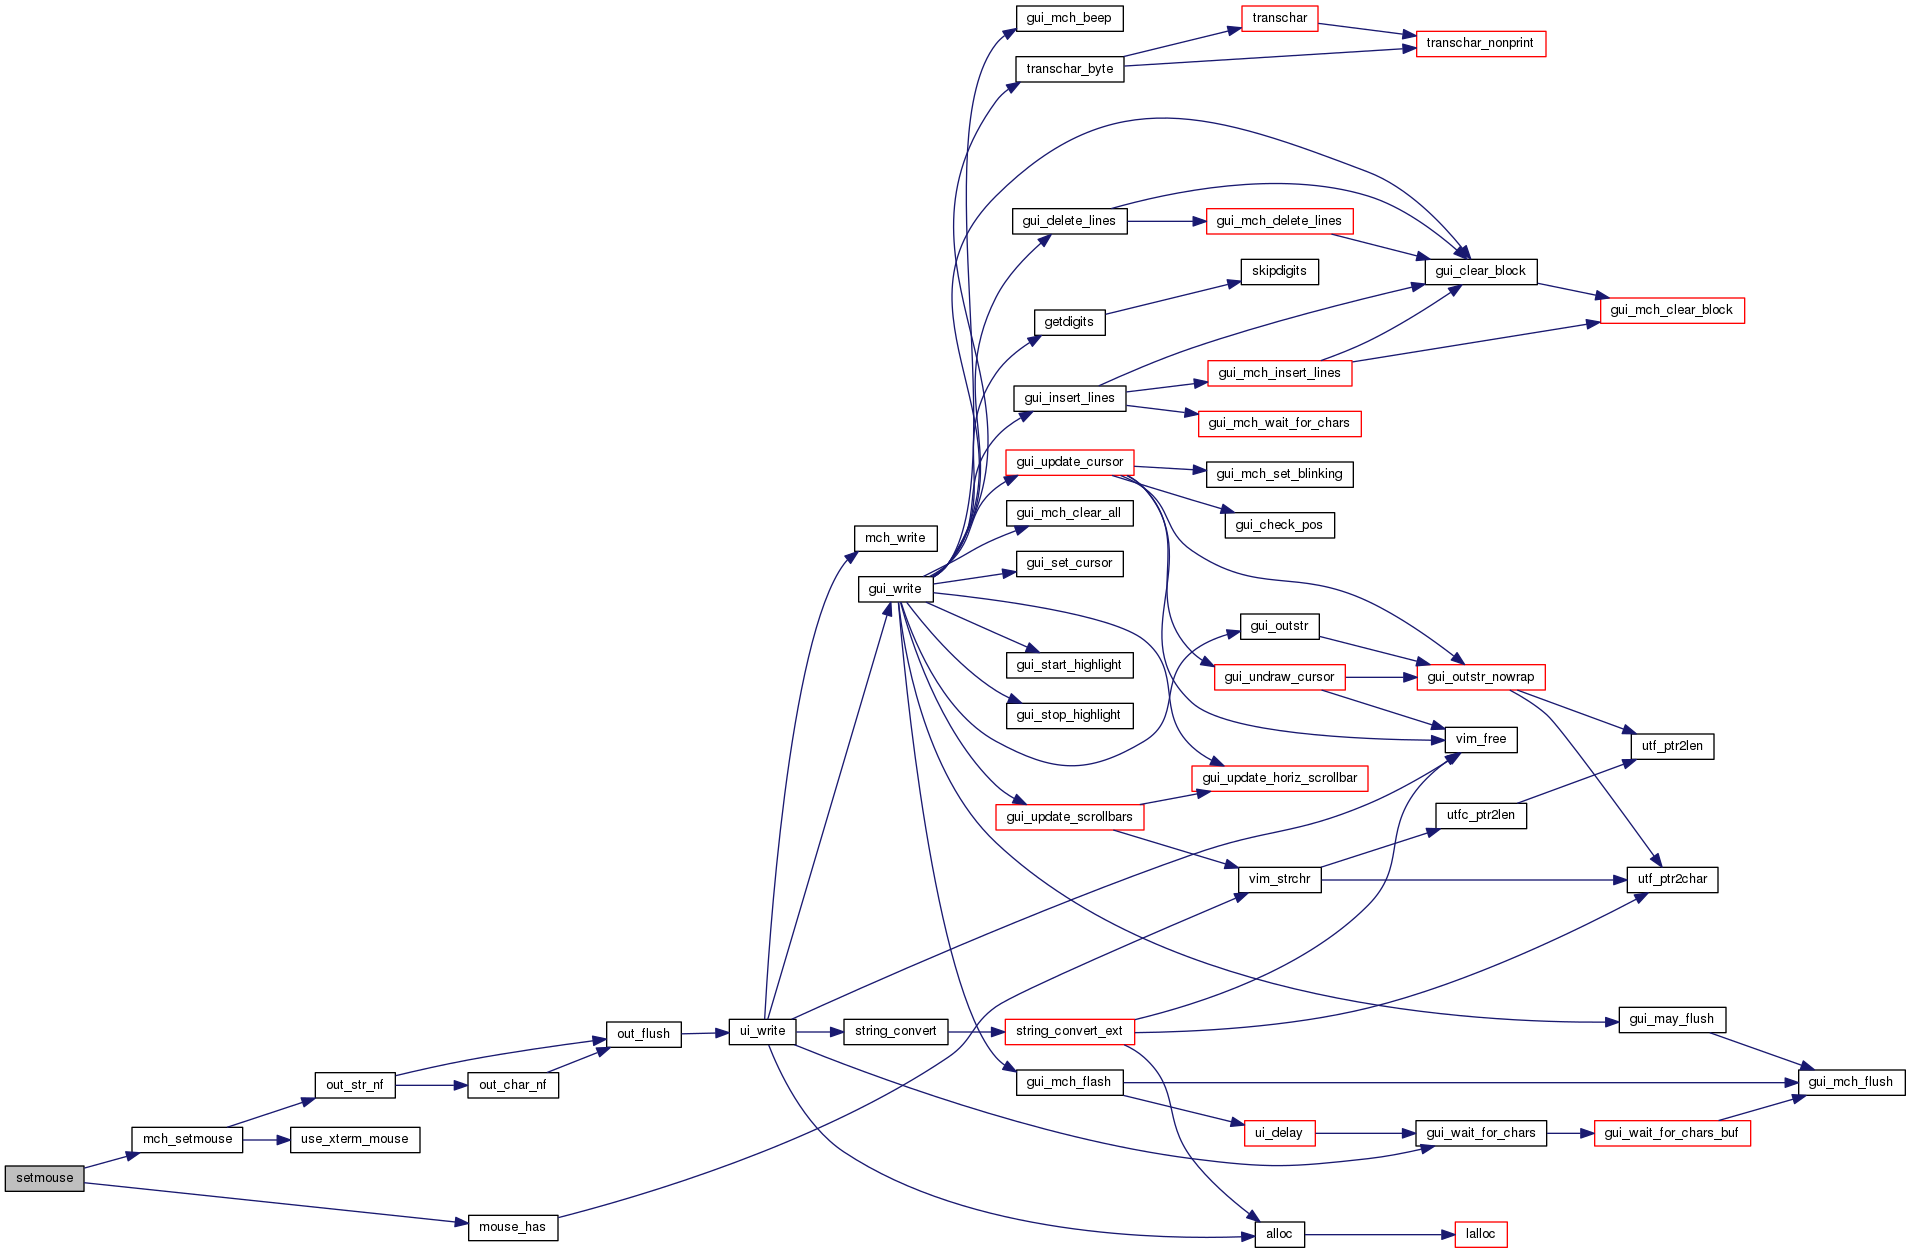 gui_mch_beep
transchar
transchar_nonprint
transchar_byte
gui_delete_lines
gui_mch_delete_lines
skipdigits
gui_clear_block
getdigits
gui_mch_clear_block
gui_mch_insert_lines
gui_insert_lines
gui_mch_wait_for_chars
gui_update_cursor
gui_mch_set_blinking
gui_mch_clear_all
gui_check_pos
mch_write
gui_set_cursor
gui_write
gui_outstr
gui_start_highlight
gui_undraw_cursor
gui_outstr_nowrap
gui_stop_highlight
vim_free
utf_ptr2len
gui_update_horiz_scrollbar
gui_update_scrollbars
utfc_ptr2len
vim_strchr
utf_ptr2char
gui_may_flush
out_flush
ui_write
string_convert
string_convert_ext
out_str_nf
out_char_nf
gui_mch_flash
gui_mch_flush
mch_setmouse
use_xterm_mouse
ui_delay
gui_wait_for_chars
gui_wait_for_chars_buf
setmouse
mouse_has
alloc
lalloc